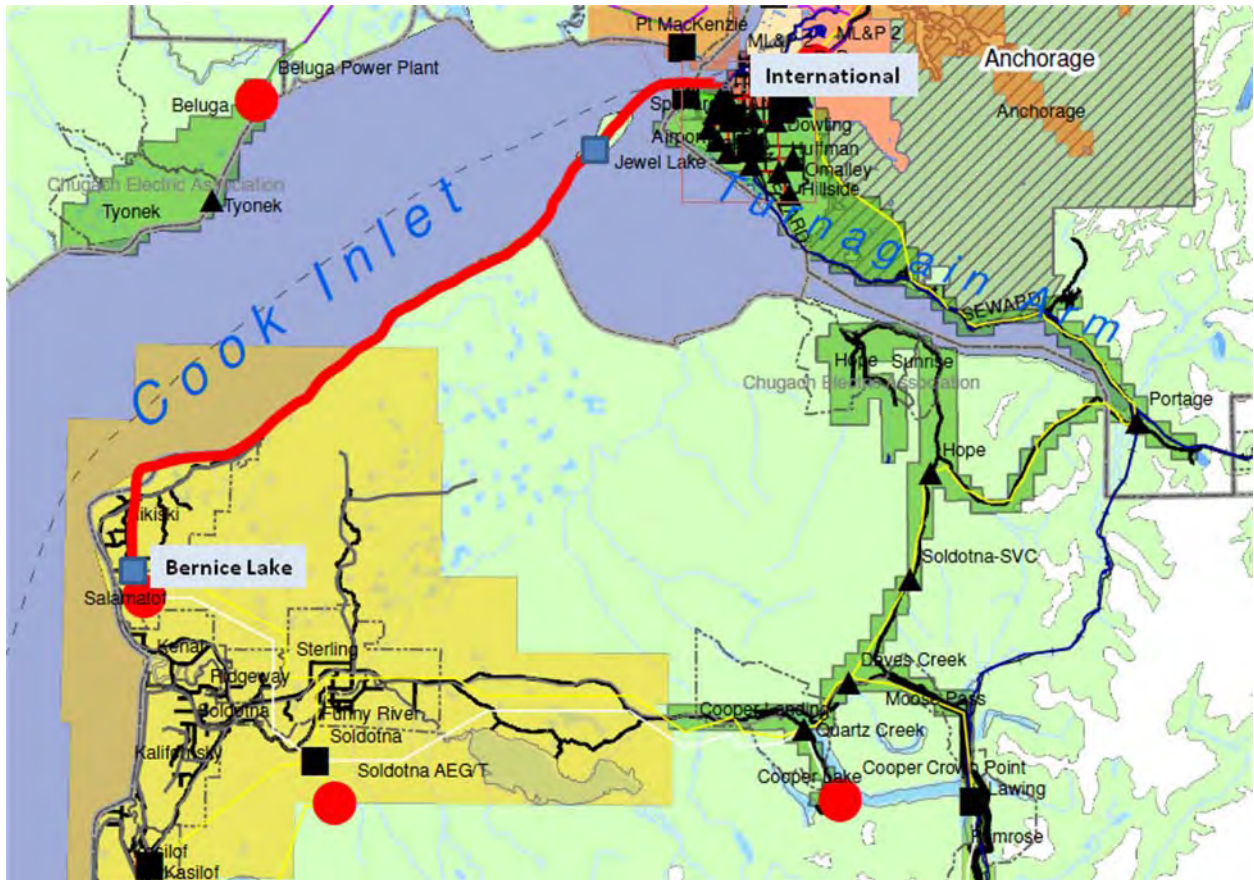 Pt MacKenzie
ML&P 2
ML&P 2
Anchorage
International
Beluga Power Plant
Beluga
Anchorage
Dowling
Airport
Huffman
Jewel Lake
Omalley
Hillside
Chugach Electric Association
Tyonek
Tyonek
Turnagain Arm
Cook Inlet
SEWARD
Hope
Sunrise
Chugach Electric Association
Portage
Hope
Nikiski
Bernice Lake
Soldotna-SVC
Salamatof
Kenai
Sterling
Ridgeway
Daves Creek
Moose Pass
Soldotna
Funny River
Cooper Landing
Soldotna
Quartz Creek
Kalifornsky
Soldotna AEG/T
Cooper Lake
Cooper Crown Point
Lawing
Primrose
Kasilof
Kasilof